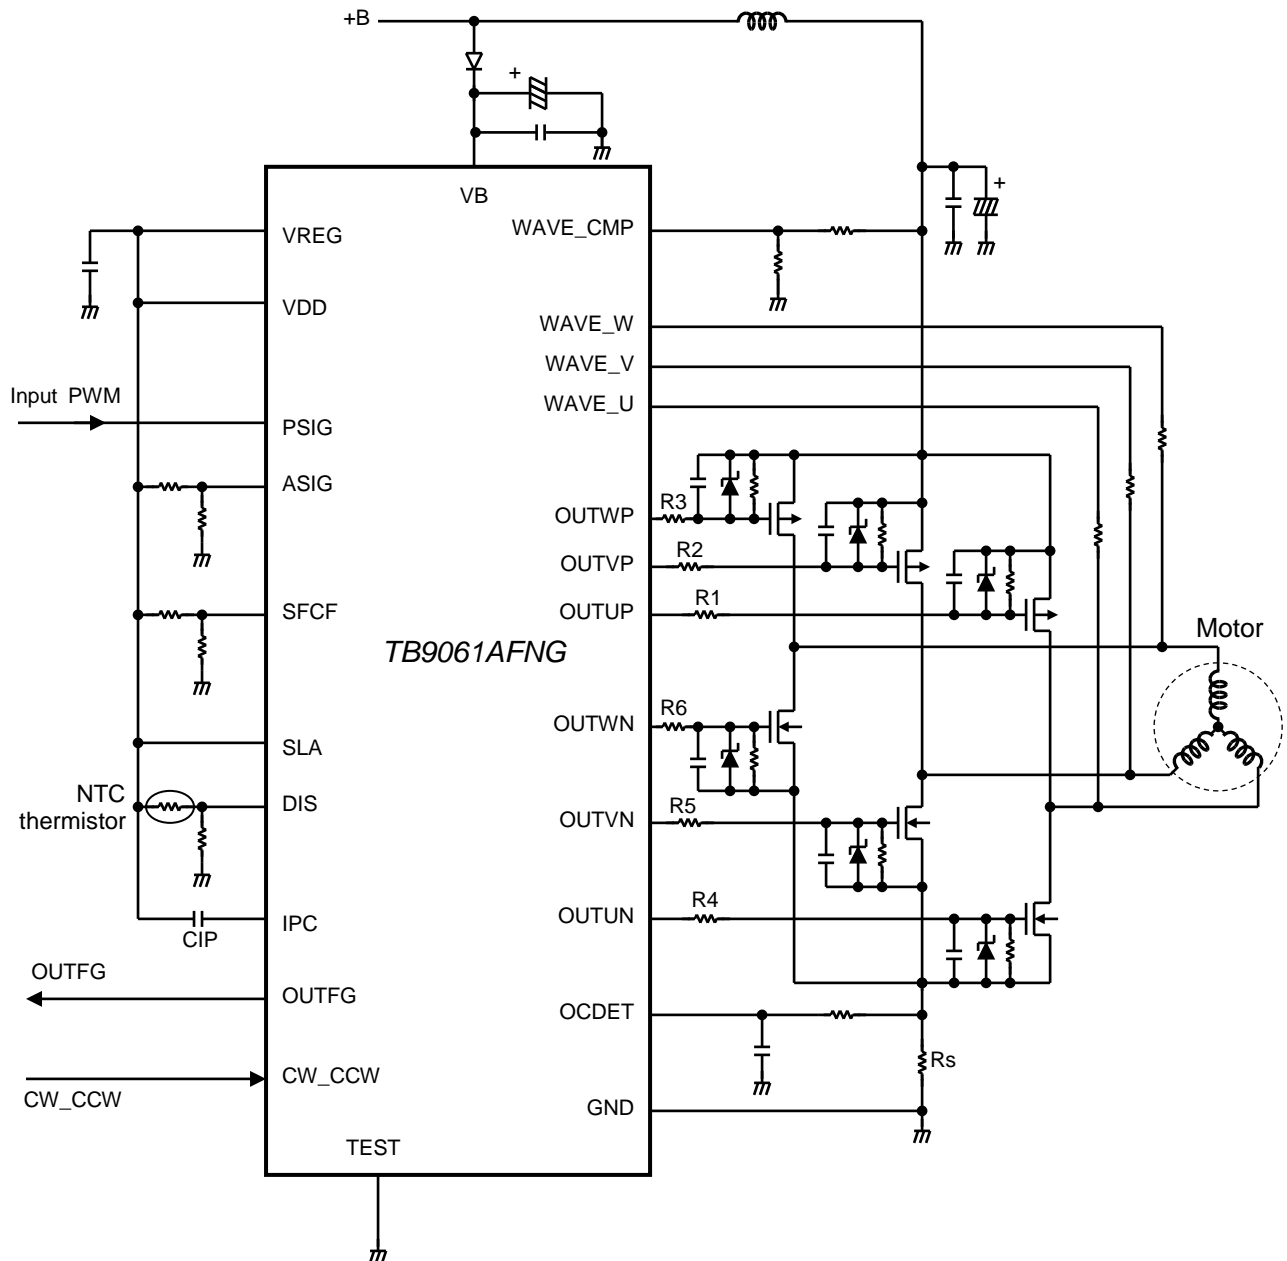 +B
+
VB
+
VREG
WAVE_CMP
VDD
WAVE_W
WAVE_V
Input PWM
WAVE_U
PSIG
ASIG
R3
OUTWP
R2
OUTVP
R1
OUTUP
SFCF
Motor
TB9061AFNG
R6
OUTWN
SLA
NTC
thermistor
DIS
R5
OUTVN
R4
OUTUN
IPC
CIP
OUTFG
OUTFG
OCDET
Rs
CW_CCW
CW_CCW
GND
TEST